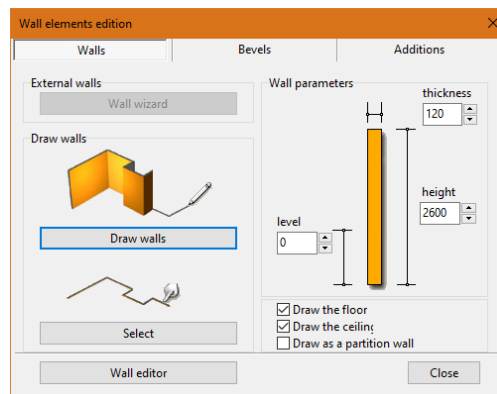 Wall elements edition
Walls
Bevels
Additions
External walls
Wall wizard
Draw walls
Draw walls
Select
Wall editor
Wall parameters
thickness
120
height
2600
level
0
Draw the floor
Draw the ceiling
Draw as a partition wall
Close